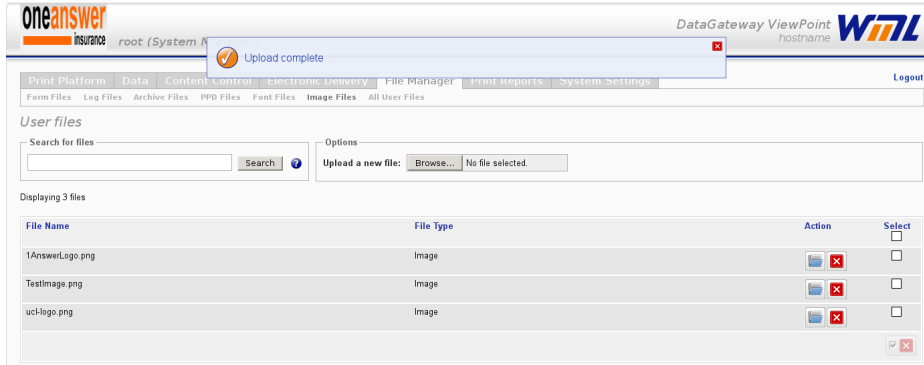 oneanswer
insurance
root (System
DataGateway ViewPoint
hostname
WML
Upload complete
Logout
Print Platform Data Content Control Electronic Delivery File Manager Print Reports System Settings
Form Files Log Files Archive Files PPD Files Font Files Image Files All User Files
User files
Search for files
Search
Options
Upload a new file: Browse... No file selected.
Displaying 3 files
File Name File Type Action Select
1AnswerLogo.png Image
TestImage.png Image
ucl-logo.png Image